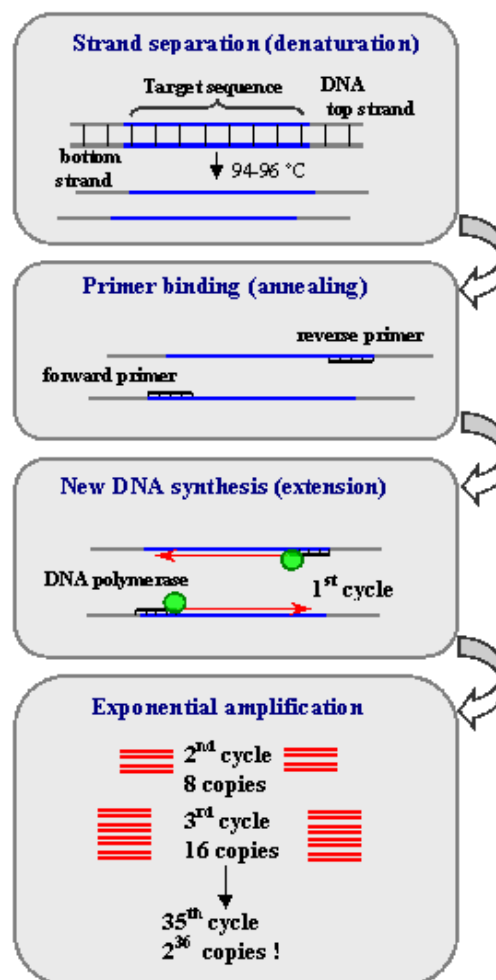 Strand separation (denaturation)
Target sequence
DNA
top strand
bottom
strand
94-96 °C
Primer binding (annealing)
reverse primer
forward primer
New DNA synthesis (extension)
DNA polymerase
1st cycle
Exponential amplification
2nd cycle
8 copies
3rd cycle
16 copies
35th cycle
2^36 copies !